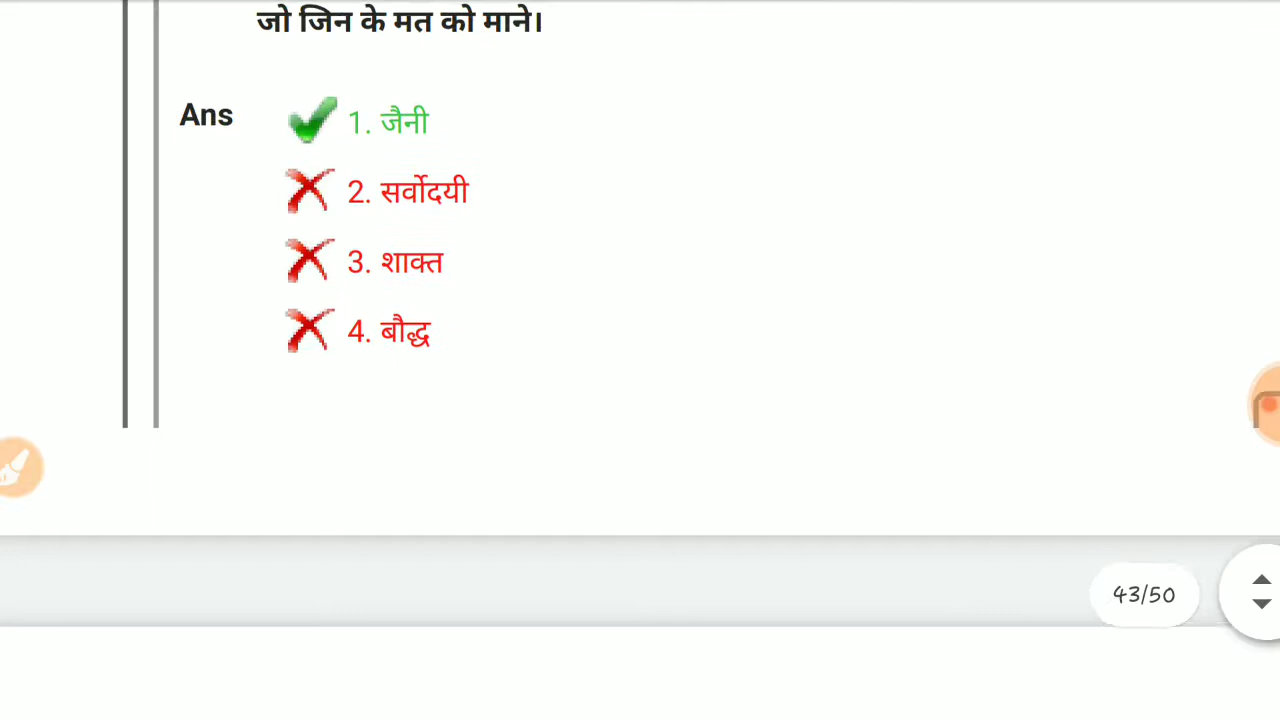 जो जिन के मत को माने।
Ans 1. जैनी
2. सर्वोदयी
3. शाक्त
4. बौद्ध
43/50